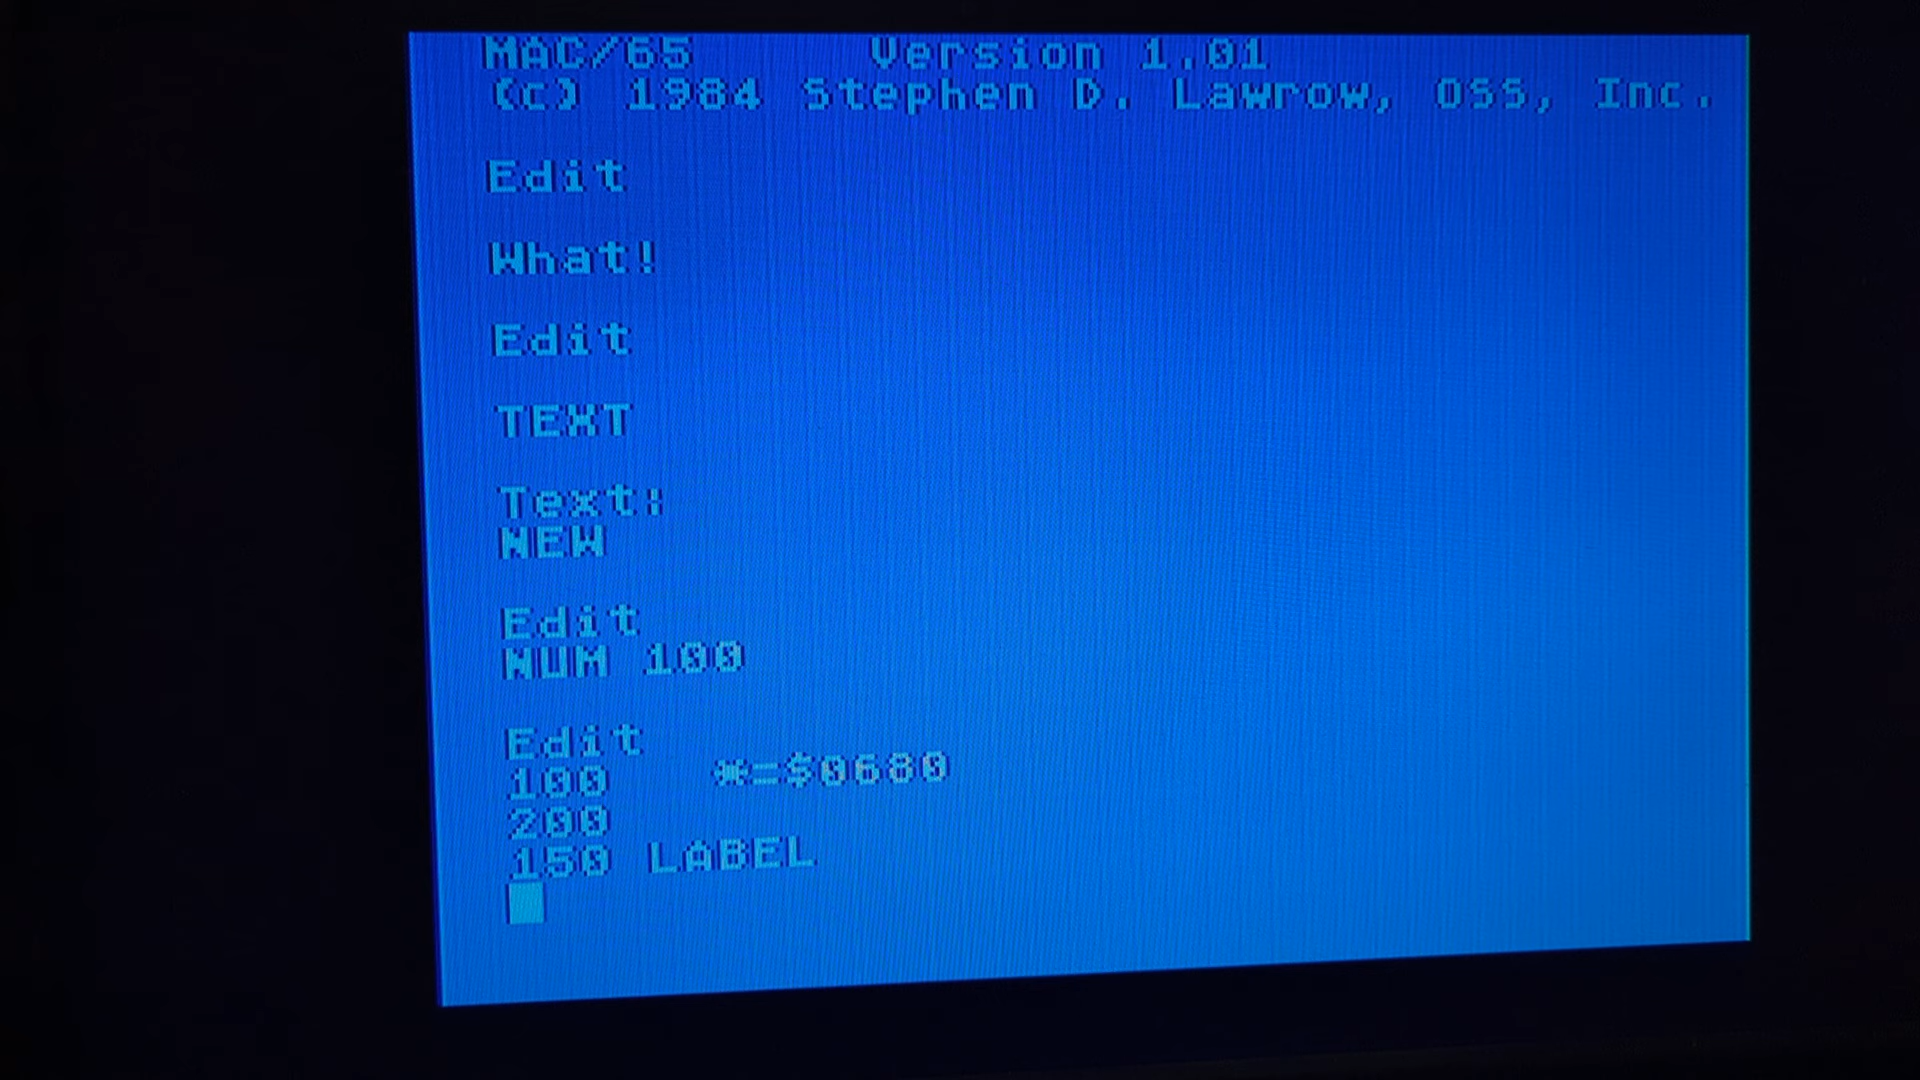 MAC/65 Version 1.01
(c) 1984 Stephen D. Lawrow, OSS, Inc.
Edit
What!
Edit
TEXT
Text:
NEW
Edit
NUM 100
Edit
100 *=$0680
200
150 LABEL